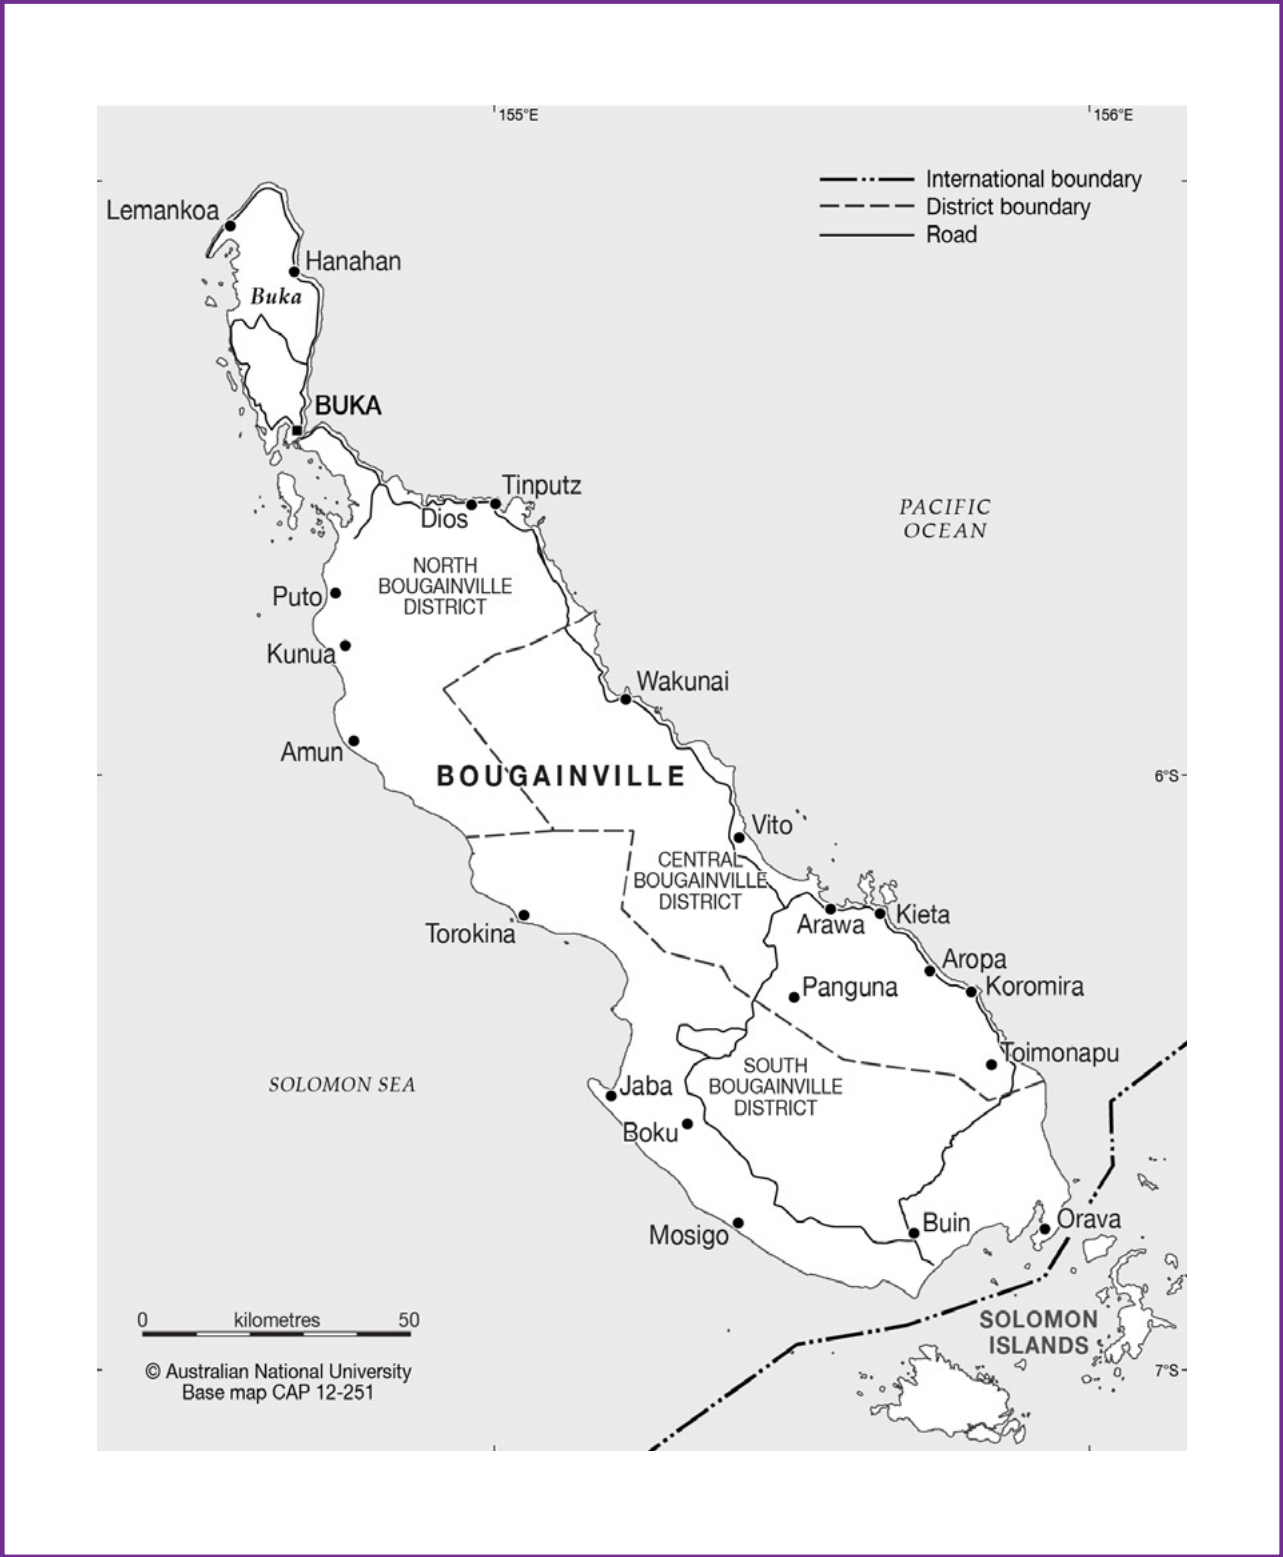 155°E
156°E
International boundary
District boundary
Road
Lemankoa
Hanahan
Buka
BUKA
Tinputz
Dios
PACIFIC
OCEAN
NORTH
BOUGAINVILLE
DISTRICT
Puto
Kunua
Wakunai
Amun
BOUGAINVILLE
6°S
Vito
CENTRAL
BOUGAINVILLE
DISTRICT
Arawa
Kieta
Torokina
Aropa
Panguna
Koromira
Toimonapu
SOLOMON SEA
Jaba
SOUTH
BOUGAINVILLE
DISTRICT
Boku
Mosigo
Buin
Orava
0 kilometres 50
SOLOMON
ISLANDS
© Australian National University
Base map CAP 12-251
7°S